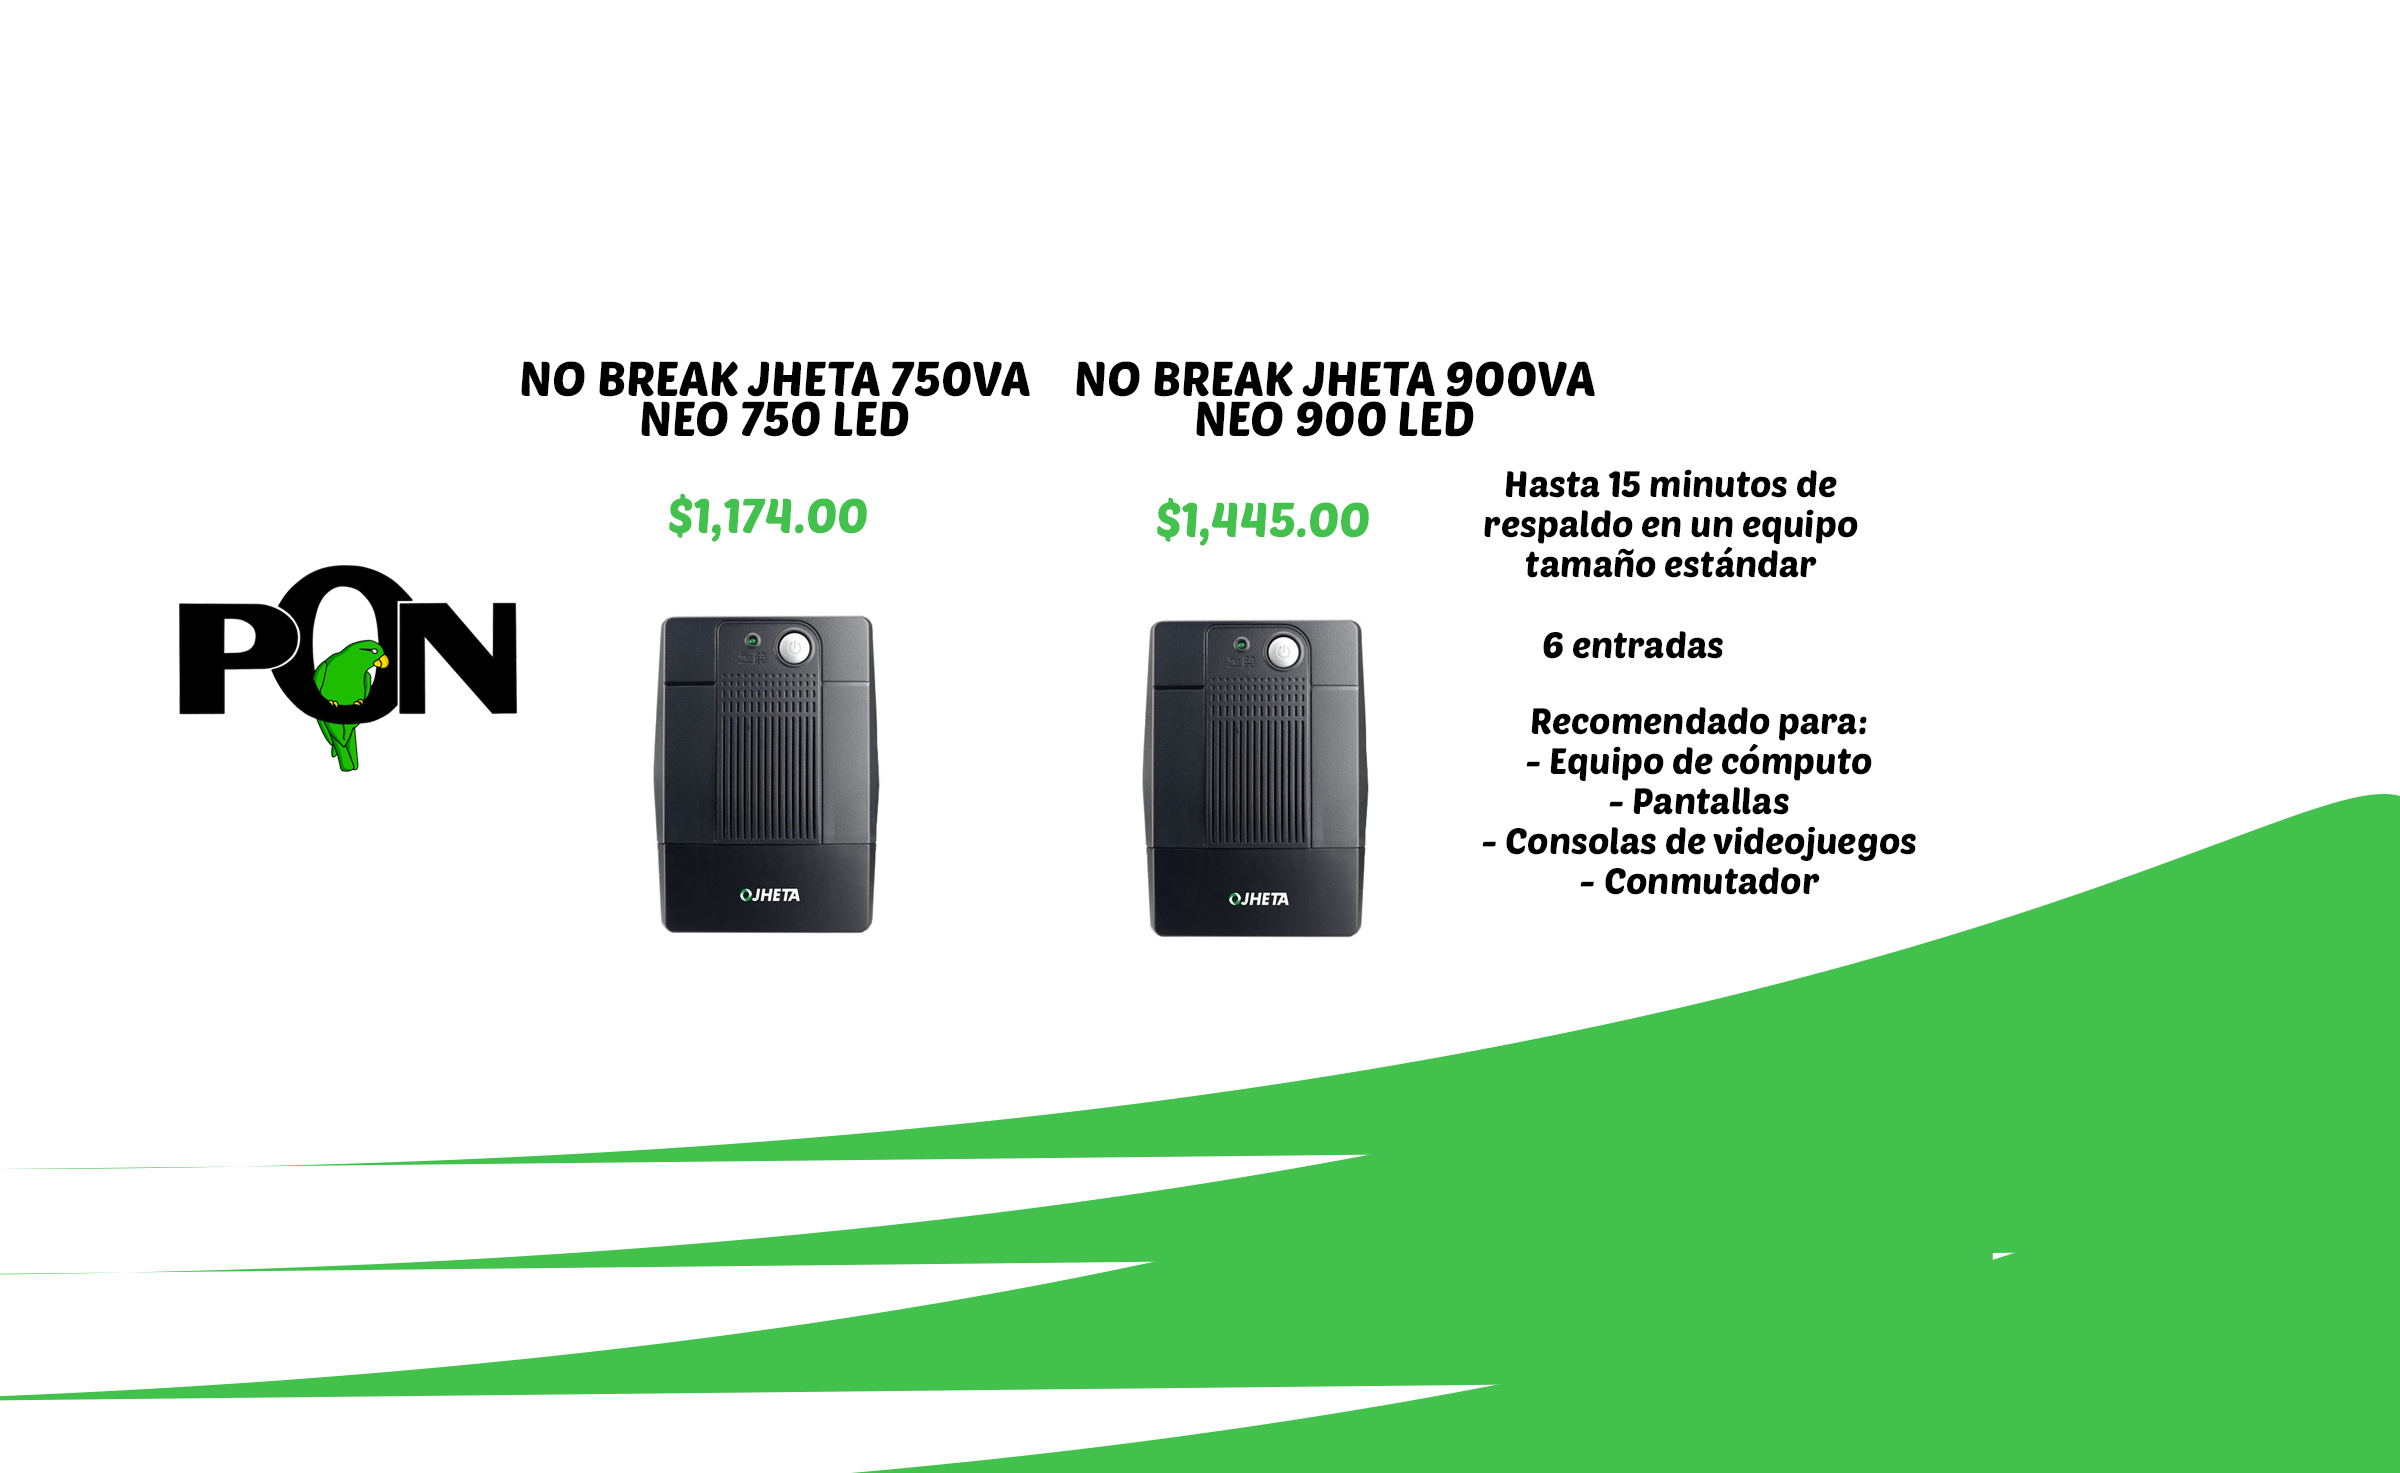 NO BREAK JHETA 750VA
NEO 750 LED
$1,174.00
NO BREAK JHETA 900VA
NEO 900 LED
$1,445.00
Hasta 15 minutos de
respaldo en un equipo
tamaño estándar
6 entradas
Recomendado para:
- Equipo de cómputo
- Pantallas
- Consolas de videojuegos
- Conmutador
PON
JHETA
JHETA